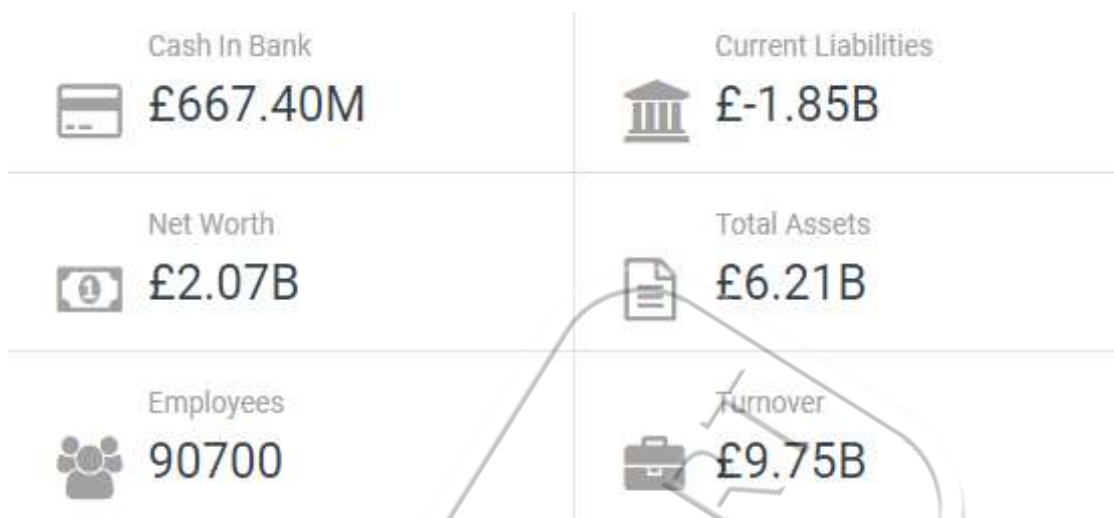 Cash In Bank
£667.40M
Current Liabilities
£-1.85B
Net Worth
£2.07B
Total Assets
£6.21B
Employees
90700
Turnover
£9.75B